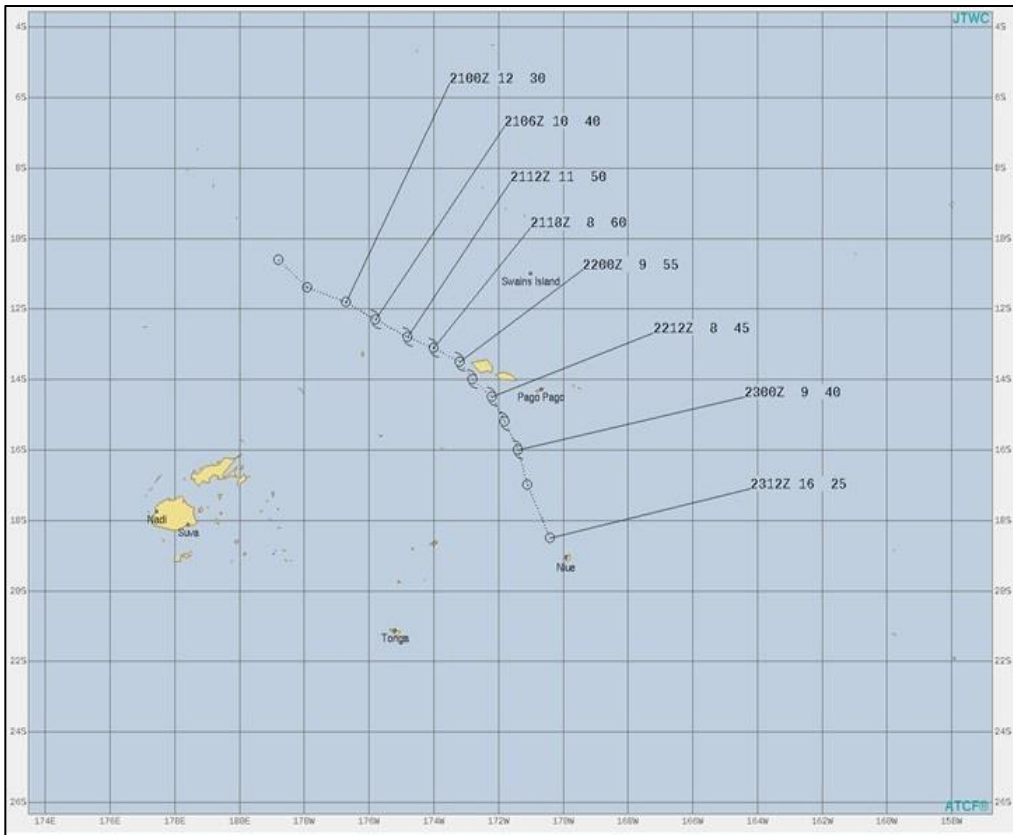 JTWC
4S 4S
2100Z 12 30
6S 6S
2106Z 10 40
8S 8S
2112Z 11 50
2118Z 8 60
10S 10S
2200Z 9 55
Swains Island
12S 12S
2212Z 8 45
14S 14S
Pago Pago
2300Z 9 40
16S 16S
2312Z 16 25
Nadi
18S 18S
Suva
Niue
20S 20S
Tonga
22S 22S
24S 24S
26S 26S
ATCF®
174E 176E 178E 180E 178W 176W 174W 172W 170W 168W 166W 164W 162W 160W 158W